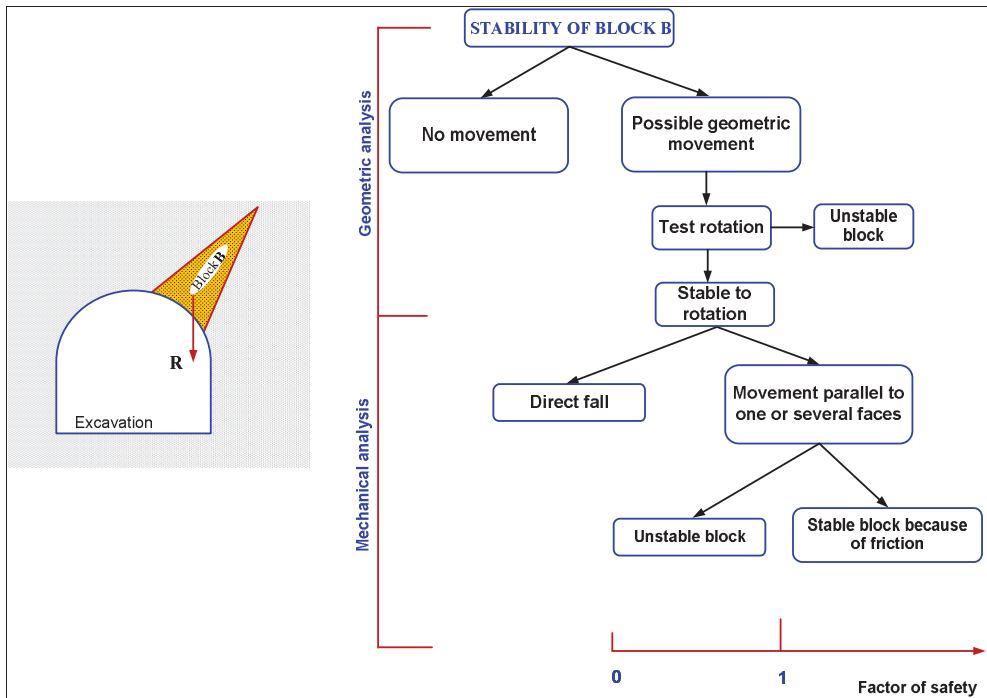 STABILITY OF BLOCK B
Geometric analysis
No movement
Possible geometric
movement
Test rotation
Unstable
block
Stable to
rotation
Block B
R
Excavation
Mechanical analysis
Direct fall
Movement parallel to
one or several faces
Unstable block
Stable block because
of friction
0
1
Factor of safety